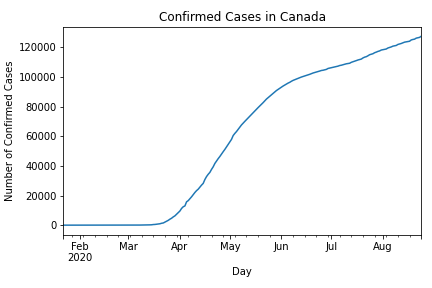 Confirmed Cases in Canada
Number of Confirmed Cases
120000
100000
80000
60000
40000
20000
0
Feb Mar Apr May Jun Jul Aug
2020
Day